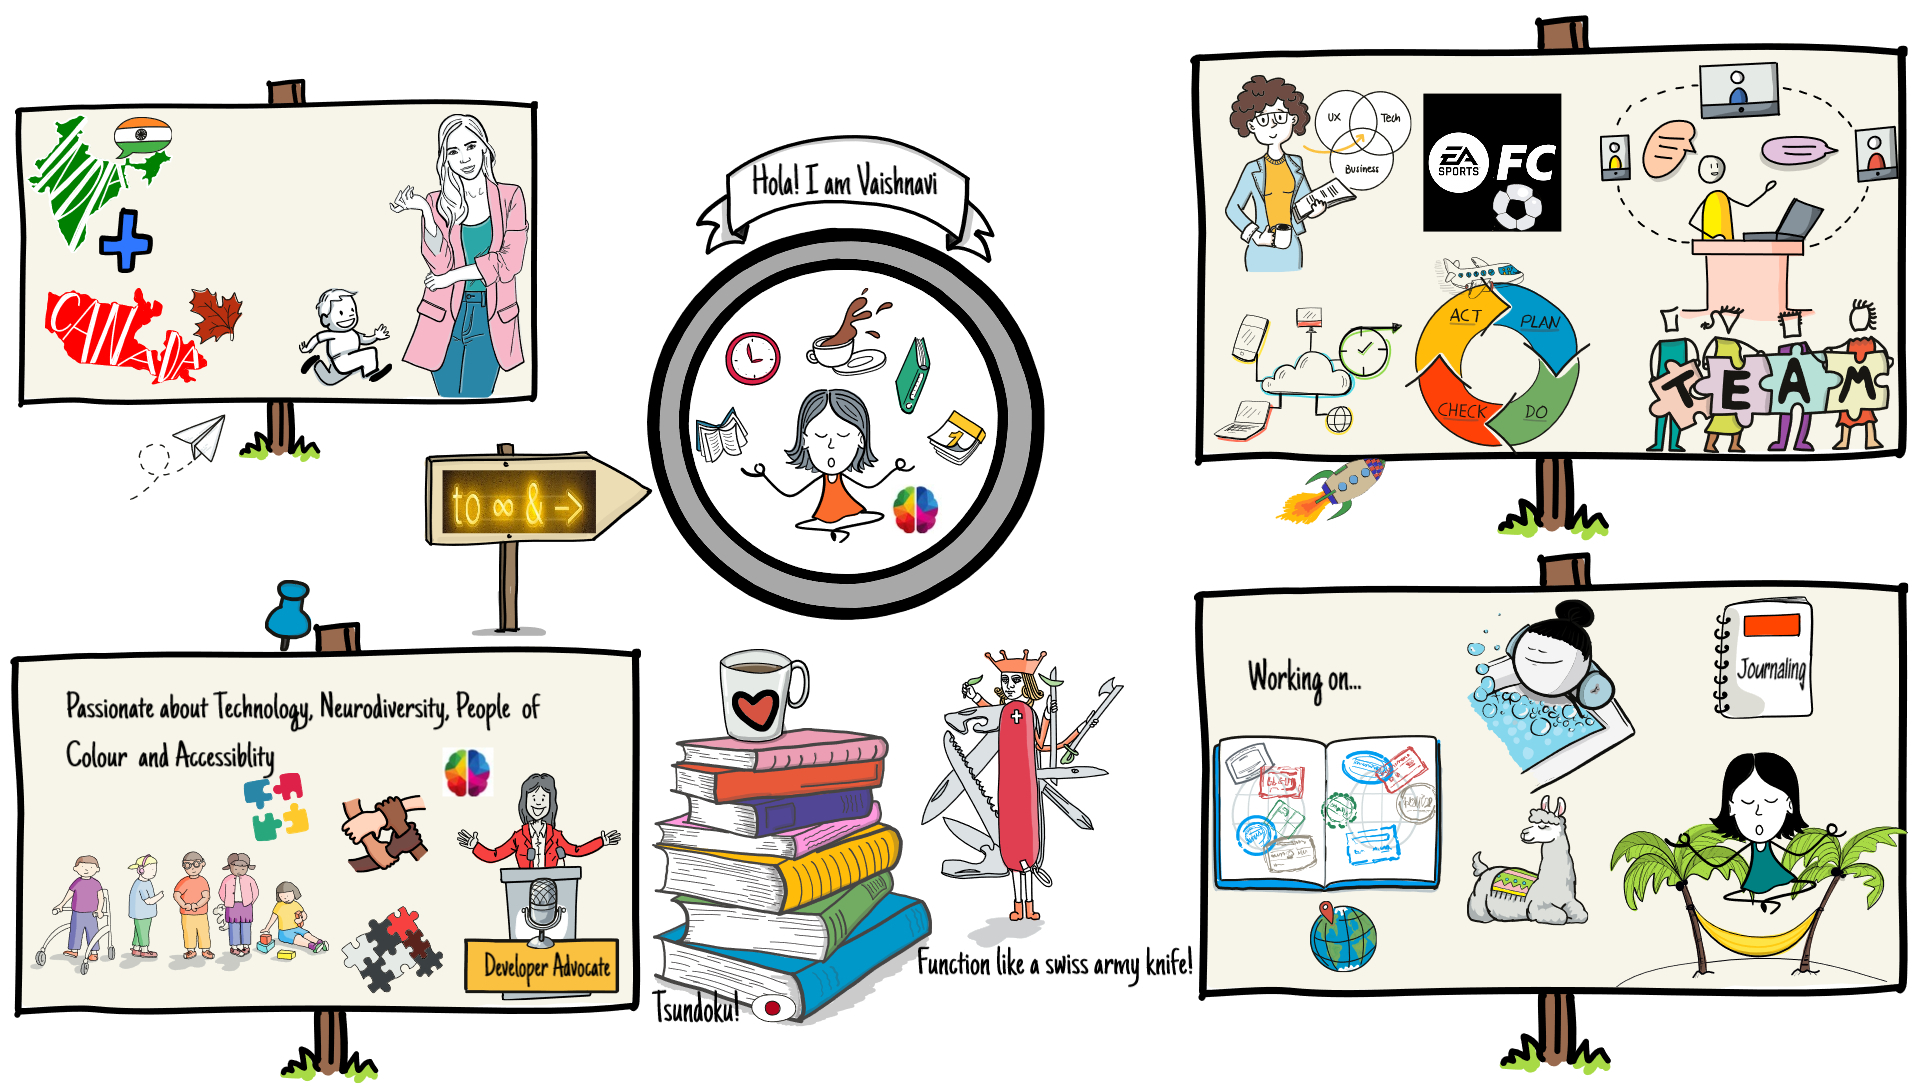 Hola! I am Vaishnavi
INDIA
CANADA
to ∞ & ->
UX
Tech
Business
EA
SPORTS
FC
ACT
PLAN
CHECK
DO
TEAM
Passionate about Technology, Neurodiversity, People of
Colour and Accessiblity
Developer Advocate
Tsundoku!
Function like a swiss army knife!
Working on...
Journaling